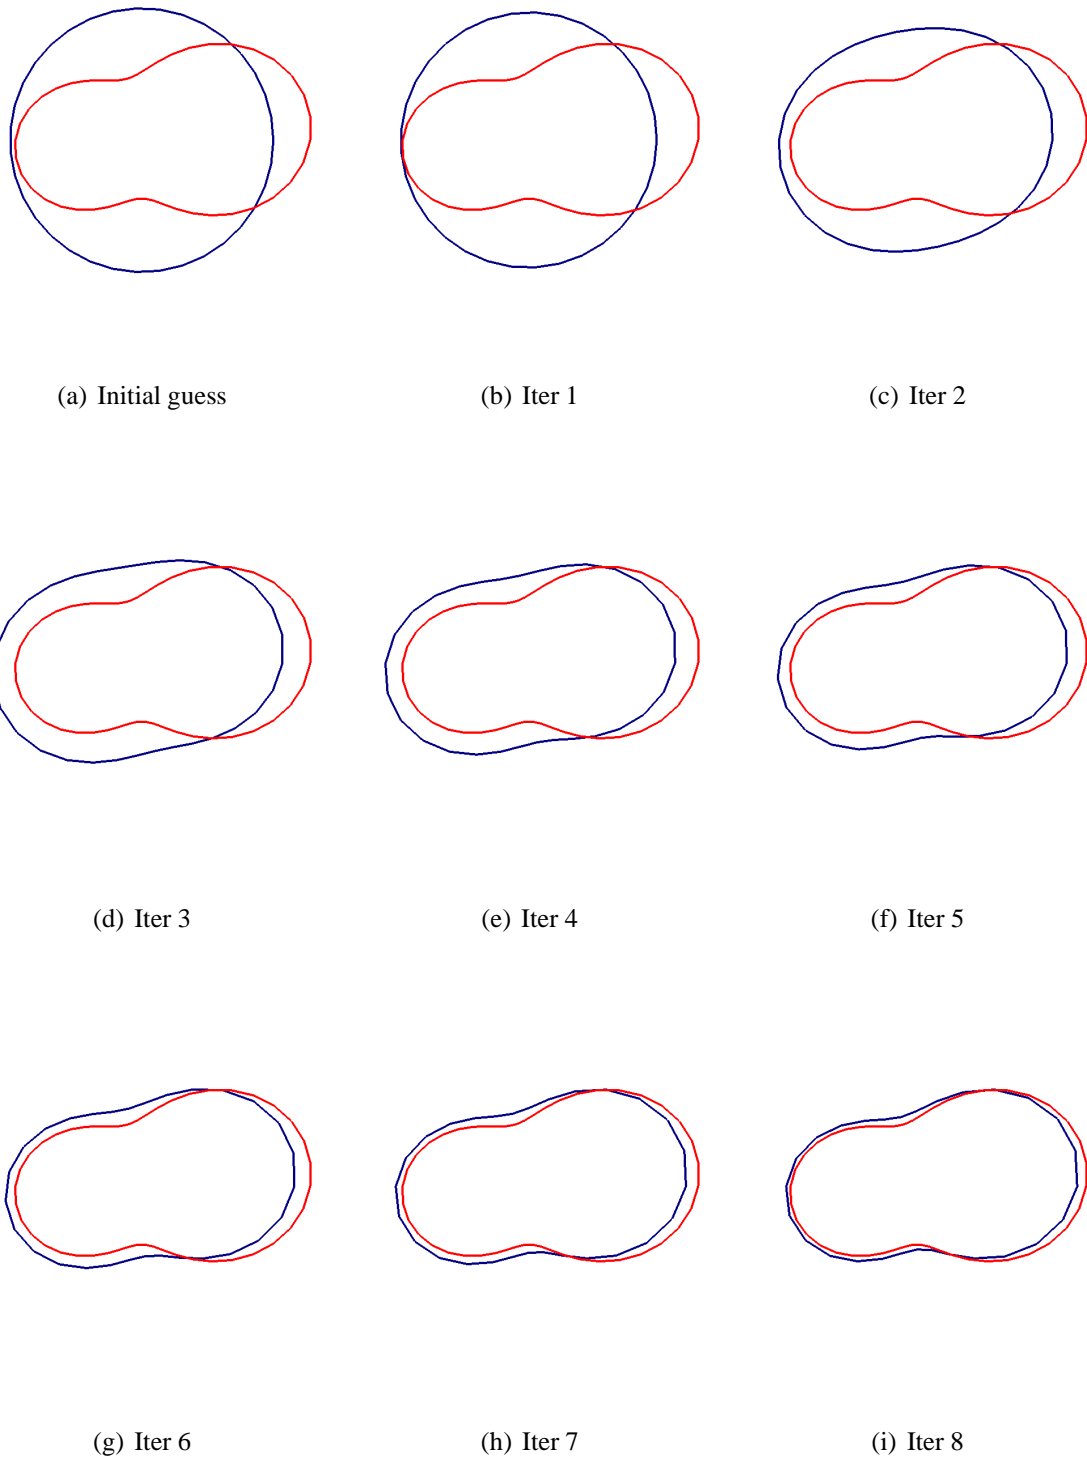 (a) Initial guess
(b) Iter 1
(c) Iter 2
(d) Iter 3
(e) Iter 4
(f) Iter 5
(g) Iter 6
(h) Iter 7
(i) Iter 8